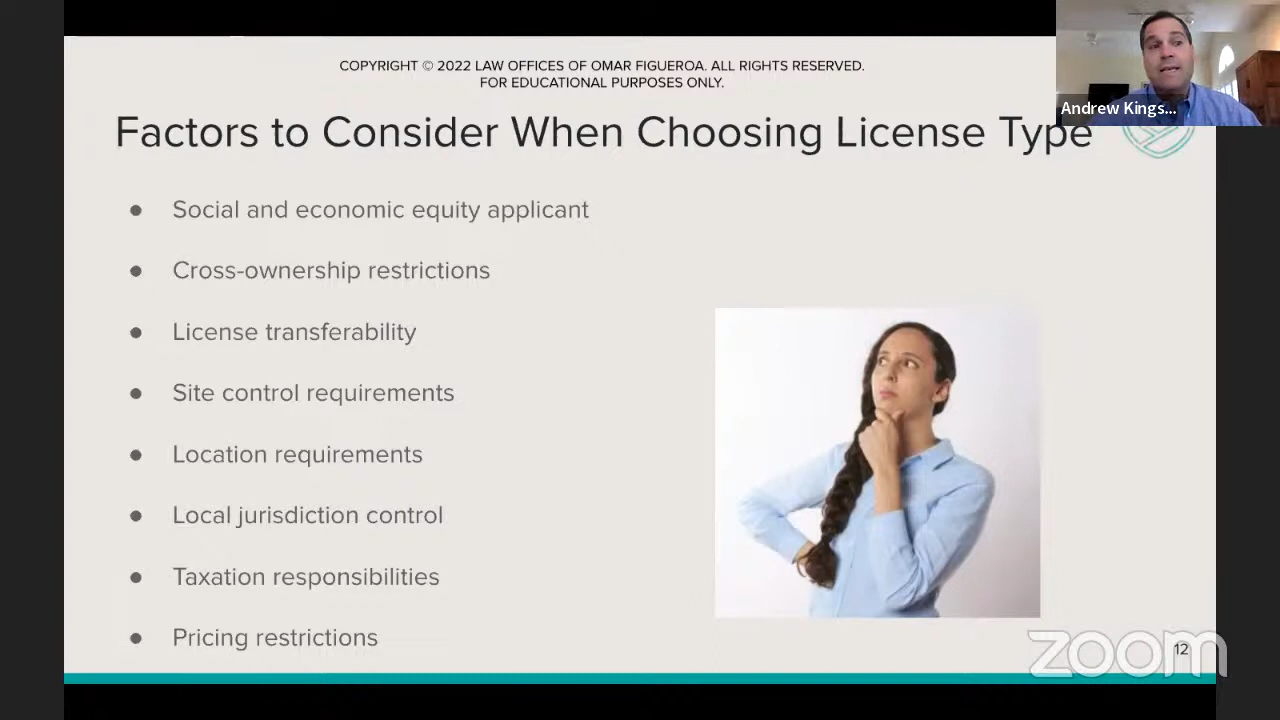 COPYRIGHT © 2022 LAW OFFICES OF OMAR FIGUEROA. ALL RIGHTS RESERVED.
FOR EDUCATIONAL PURPOSES ONLY.
Andrew Kings...
Factors to Consider When Choosing License Type
● Social and economic equity applicant
● Cross-ownership restrictions
● License transferability
● Site control requirements
● Location requirements
● Local jurisdiction control
● Taxation responsibilities
● Pricing restrictions
zoom
12